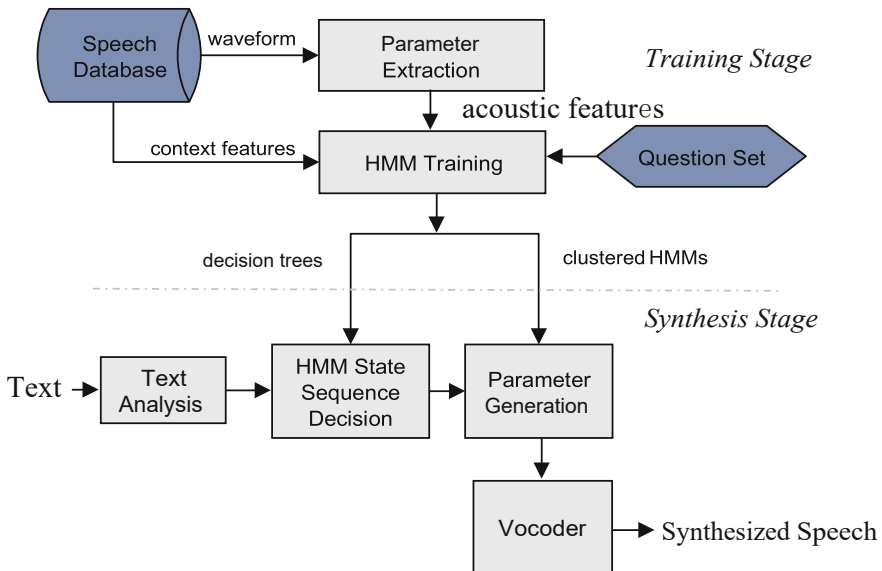 Speech
Database
waveform
Parameter
Extraction
Training Stage
acoustic features
context features
HMM Training
Question Set
decision trees
clustered HMMs
Synthesis Stage
Text
Text
Analysis
HMM State
Sequence
Decision
Parameter
Generation
Vocoder
Synthesized Speech